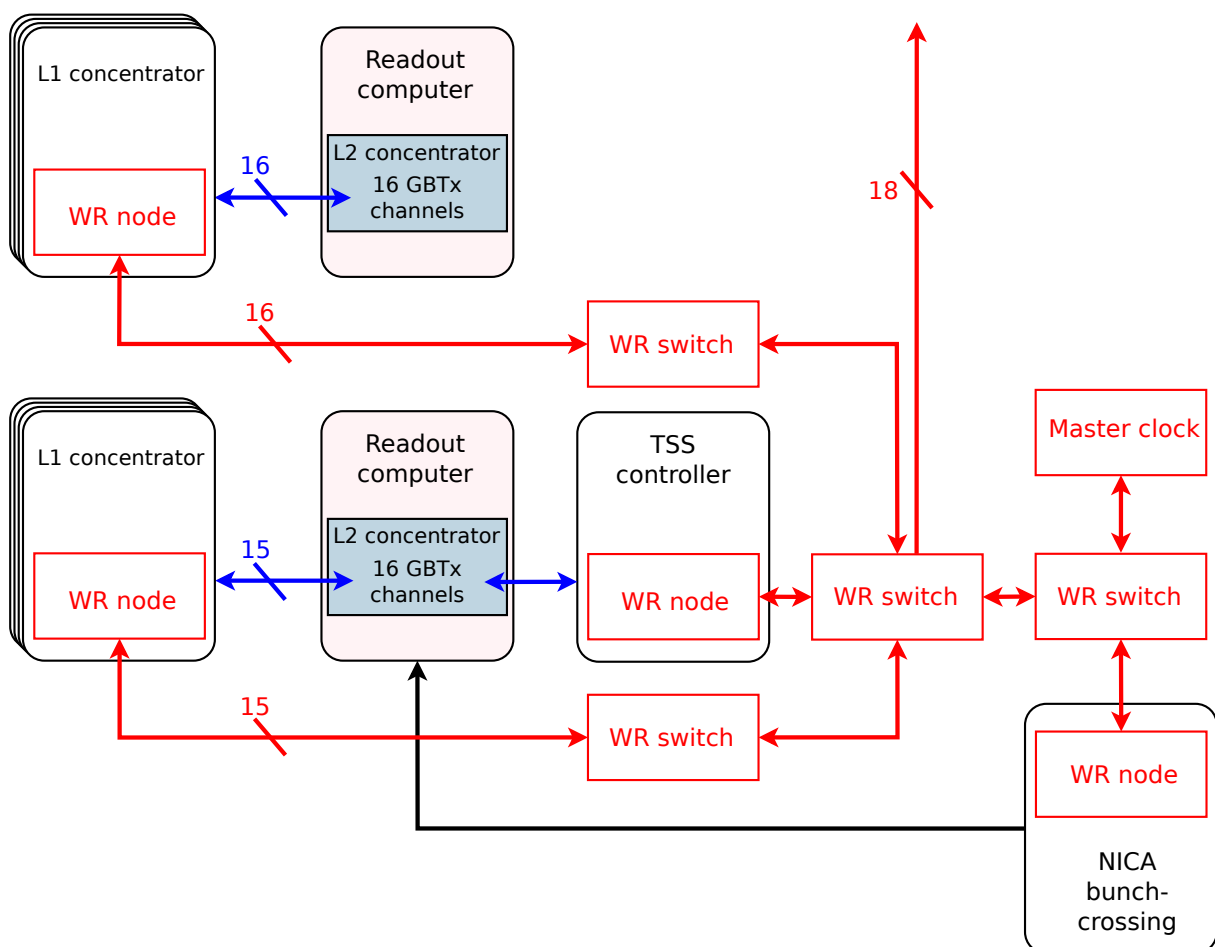 L1 concentrator
WR node
16
Readout
computer
L2 concentrator
16 GBTx
channels
18
16
WR switch
L1 concentrator
WR node
15
Readout
computer
L2 concentrator
16 GBTx
channels
TSS
controller
WR node
WR switch
Master clock
WR switch
15
WR switch
WR node
NICA
bunch-
crossing